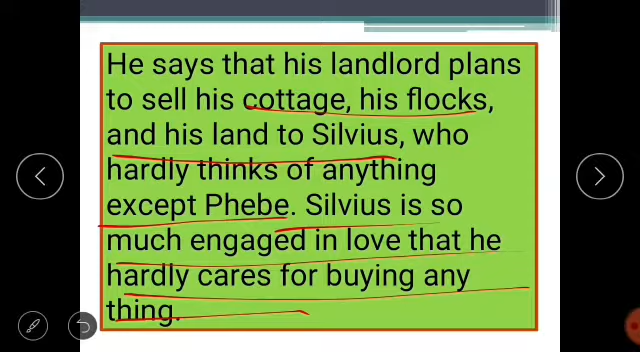 He says that his landlord plans
to sell his cottage, his flocks,
and his land to Silvius, who
hardly thinks of anything
except Phebe. Silvius is so
much engaged in love that he
hardly cares for buying any
thing.